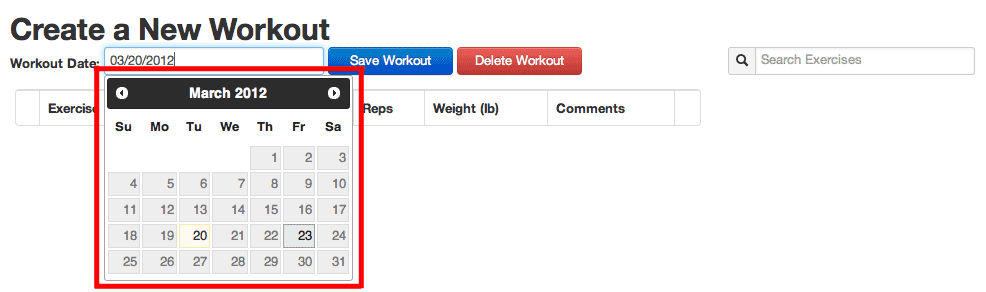 Create a New Workout
Workout Date: 03/20/2012 Save Workout Delete Workout Search Exercises
Exercise Reps Weight (lb) Comments
March 2012
Su Mo Tu We Th Fr Sa
1 2 3
4 5 6 7 8 9 10
11 12 13 14 15 16 17
18 19 20 21 22 23 24
25 26 27 28 29 30 31